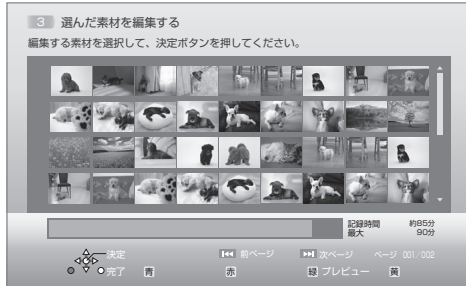 3 選んだ素材を編集する
編集する素材を選択して、決定ボタンを押してください。
記録時間 約85分
最大 90分
決定 前ページ 次ページ ページ 001/002
完了 青 赤 緑 プレビュー 黄